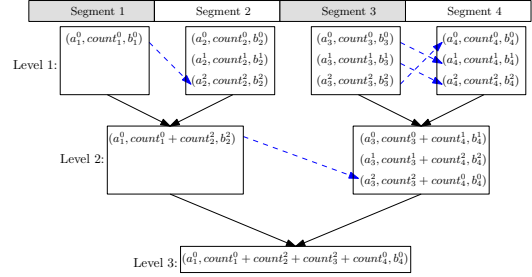 Segment 1 Segment 2 Segment 3 Segment 4
Level 1:
(a_1^0, count_1^0, b_1^0) (a_2^0, count_2^0, b_2^0) (a_3^0, count_3^0, b_3^0) (a_4^0, count_4^0, b_4^0)
(a_2^1, count_2^1, b_2^1) (a_3^1, count_3^1, b_3^1) (a_4^1, count_4^1, b_4^1)
(a_2^2, count_2^2, b_2^2) (a_3^2, count_3^2, b_3^2) (a_4^2, count_4^2, b_4^2)
Level 2:
(a_1^0, count_1^0 + count_2^2, b_2^2) (a_3^0, count_3^0 + count_4^1, b_4^1)
(a_3^1, count_3^1 + count_4^2, b_4^2)
(a_3^2, count_3^2 + count_4^0, b_4^0)
Level 3: (a_1^0, count_1^0 + count_2^2 + count_3^2 + count_4^0, b_4^0)